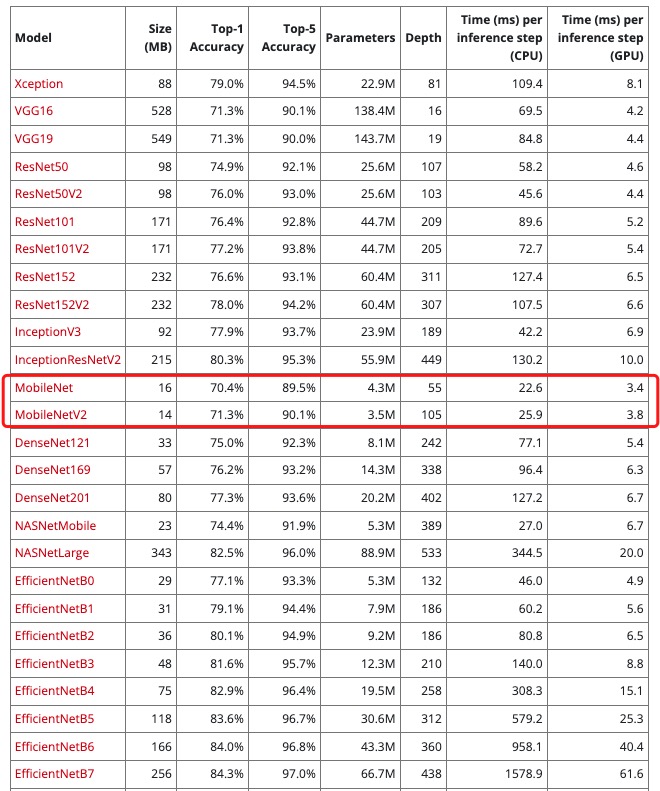 Model Size (MB) Top-1 Accuracy Top-5 Accuracy Parameters Depth Time (ms) per inference step (CPU) Time (ms) per inference step (GPU)
Xception 88 79.0% 94.5% 22.9M 81 109.4 8.1
VGG16 528 71.3% 90.1% 138.4M 16 69.5 4.2
VGG19 549 71.3% 90.0% 143.7M 19 84.8 4.4
ResNet50 98 74.9% 92.1% 25.6M 107 58.2 4.6
ResNet50V2 98 76.0% 93.0% 25.6M 103 45.6 4.4
ResNet101 171 76.4% 92.8% 44.7M 209 89.6 5.2
ResNet101V2 171 77.2% 93.8% 44.7M 205 72.7 5.4
ResNet152 232 76.6% 93.1% 60.4M 311 127.4 6.5
ResNet152V2 232 78.0% 94.2% 60.4M 307 107.5 6.6
InceptionV3 92 77.9% 93.7% 23.9M 189 42.2 6.9
InceptionResNetV2 215 80.3% 95.3% 55.9M 449 130.2 10.0
MobileNet 16 70.4% 89.5% 4.3M 55 22.6 3.4
MobileNetV2 14 71.3% 90.1% 3.5M 105 25.9 3.8
DenseNet121 33 75.0% 92.3% 8.1M 242 77.1 5.4
DenseNet169 57 76.2% 93.2% 14.3M 338 96.4 6.3
DenseNet201 80 77.3% 93.6% 20.2M 402 127.2 6.7
NASNetMobile 23 74.4% 91.9% 5.3M 389 27.0 6.7
NASNetLarge 343 82.5% 96.0% 88.9M 533 344.5 20.0
EfficientNetB0 29 77.1% 93.3% 5.3M 132 46.0 4.9
EfficientNetB1 31 79.1% 94.4% 7.9M 186 60.2 5.6
EfficientNetB2 36 80.1% 94.9% 9.2M 186 80.8 6.5
EfficientNetB3 48 81.6% 95.7% 12.3M 210 140.0 8.8
EfficientNetB4 75 82.9% 96.4% 19.5M 258 308.3 15.1
EfficientNetB5 118 83.6% 96.7% 30.6M 312 579.2 25.3
EfficientNetB6 166 84.0% 96.8% 43.3M 360 958.1 40.4
EfficientNetB7 256 84.3% 97.0% 66.7M 438 1578.9 61.6